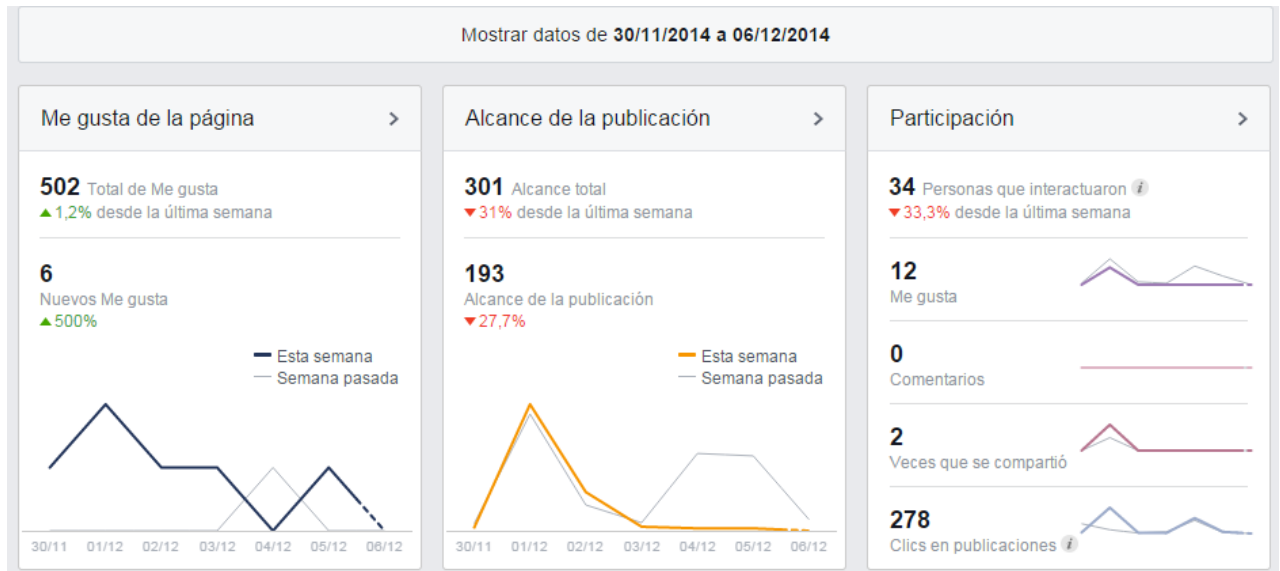 Mostrar datos de 30/11/2014 a 06/12/2014
Me gusta de la página
502 Total de Me gusta
1,2% desde la última semana
6
Nuevos Me gusta
500%
Esta semana
Semana pasada
30/11 01/12 02/12 03/12 04/12 05/12 06/12
Alcance de la publicación
301 Alcance total
31% desde la última semana
193
Alcance de la publicación
27,7%
Esta semana
Semana pasada
30/11 01/12 02/12 03/12 04/12 05/12 06/12
Participación
34 Personas que interactuaron i
33,3% desde la última semana
12
Me gusta
0
Comentarios
2
Veces que se compartió
278
Clics en publicaciones i